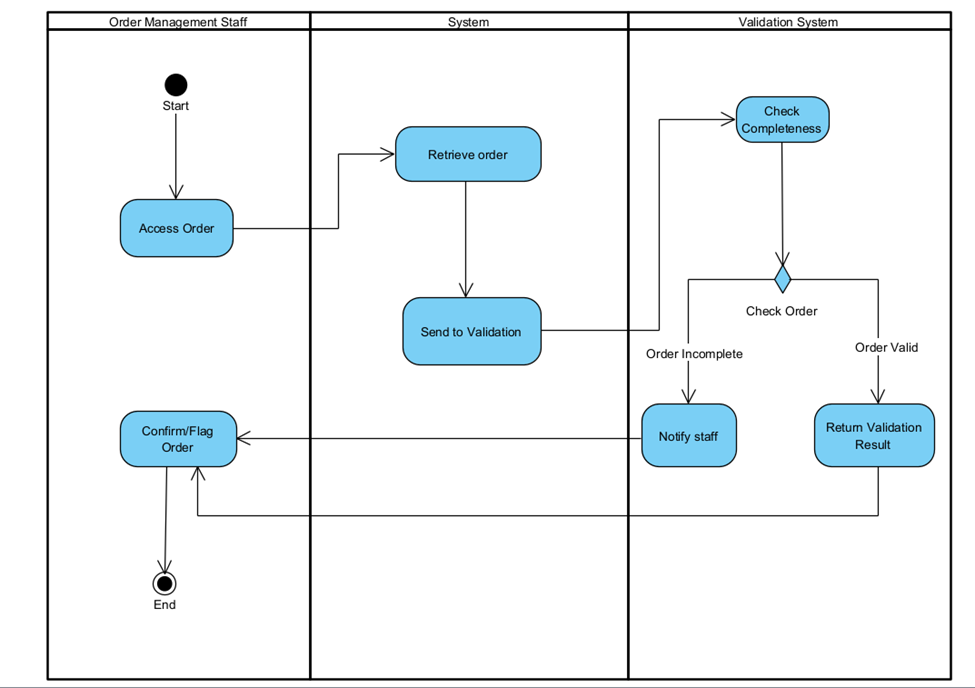 Order Management Staff
System
Validation System
Start
Check
Completeness
Retrieve order
Access Order
Check Order
Send to Validation
Order Incomplete
Order Valid
Confirm/Flag
Order
Notify staff
Return Validation
Result
End